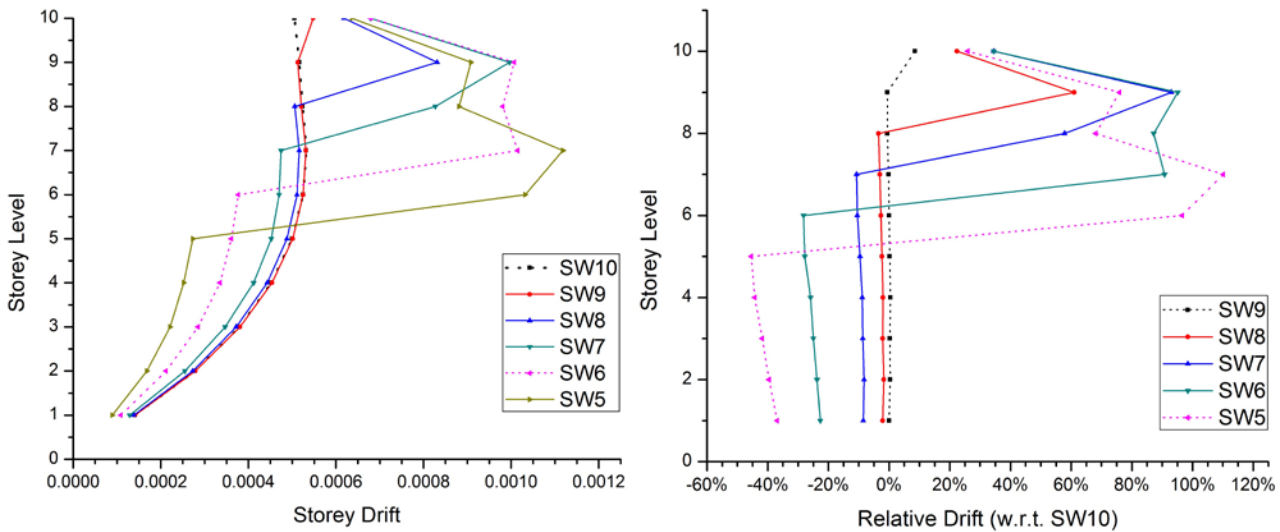 10
9
8
7
6
5
4
3
2
1
0
Storey Level
0.0000 0.0002 0.0004 0.0006 0.0008 0.0010 0.0012
Storey Drift
SW10
SW9
SW8
SW7
SW6
SW5
10
8
6
4
2
0
Storey Level
-60% -40% -20% 0% 20% 40% 60% 80% 100% 120%
Relative Drift (w.r.t. SW10)
SW9
SW8
SW7
SW6
SW5